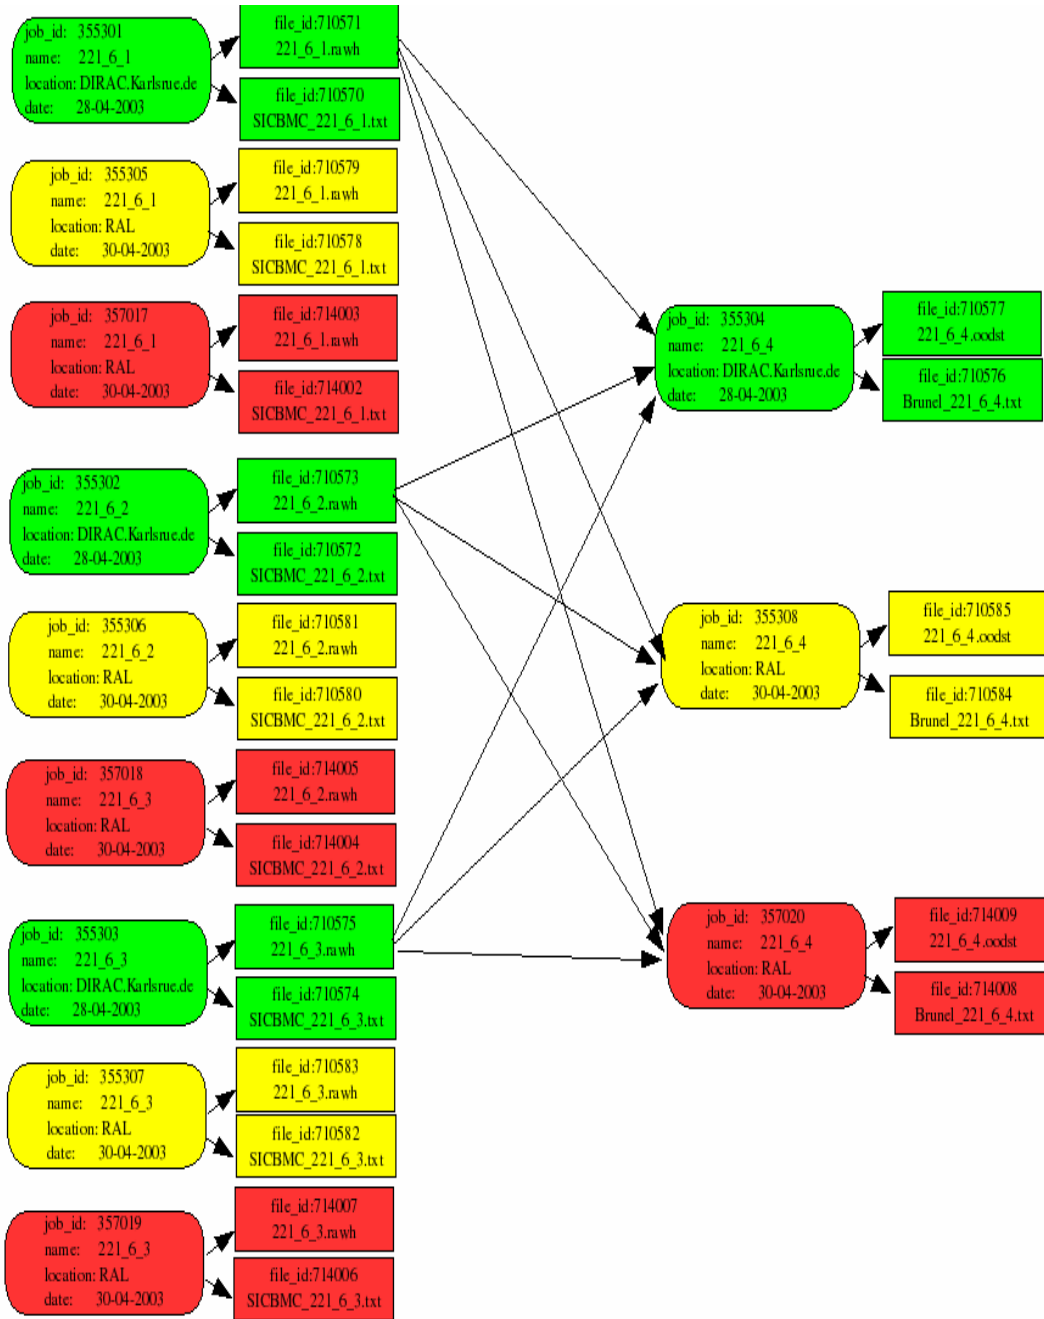 job_id: 355301
name: 221_6_1
location: DIRAC.Karlsrue.de
date: 28-04-2003
file_id:710571
221_6_1.rawh
file_id:710570
SICBMC_221_6_1.txt
job_id: 355305
name: 221_6_1
location: RAL
date: 30-04-2003
file_id:710579
221_6_1.rawh
file_id:710578
SICBMC_221_6_1.txt
job_id: 357017
name: 221_6_1
location: RAL
date: 30-04-2003
file_id:714003
221_6_1.rawh
file_id:714002
SICBMC_221_6_1.txt
job_id: 355302
name: 221_6_2
location: DIRAC.Karlsrue.de
date: 28-04-2003
file_id:710573
221_6_2.rawh
file_id:710572
SICBMC_221_6_2.txt
job_id: 355306
name: 221_6_2
location: RAL
date: 30-04-2003
file_id:710581
221_6_2.rawh
file_id:710580
SICBMC_221_6_2.txt
job_id: 357018
name: 221_6_3
location: RAL
date: 30-04-2003
file_id:714005
221_6_2.rawh
file_id:714004
SICBMC_221_6_2.txt
job_id: 355303
name: 221_6_3
location: DIRAC.Karlsrue.de
date: 28-04-2003
file_id:710575
221_6_3.rawh
file_id:710574
SICBMC_221_6_3.txt
job_id: 355307
name: 221_6_3
location: RAL
date: 30-04-2003
file_id:710583
221_6_3.rawh
file_id:710582
SICBMC_221_6_3.txt
job_id: 357019
name: 221_6_3
location: RAL
date: 30-04-2003
file_id:714007
221_6_3.rawh
file_id:714006
SICBMC_221_6_3.txt
job_id: 355304
name: 221_6_4
location: DIRAC.Karlsrue.de
date: 28-04-2003
file_id:710577
221_6_4.oodst
file_id:710576
Brunel_221_6_4.txt
job_id: 355308
name: 221_6_4
location: RAL
date: 30-04-2003
file_id:710585
221_6_4.oodst
file_id:710584
Brunel_221_6_4.txt
job_id: 357020
name: 221_6_4
location: RAL
date: 30-04-2003
file_id:714009
221_6_4.oodst
file_id:714008
Brunel_221_6_4.txt